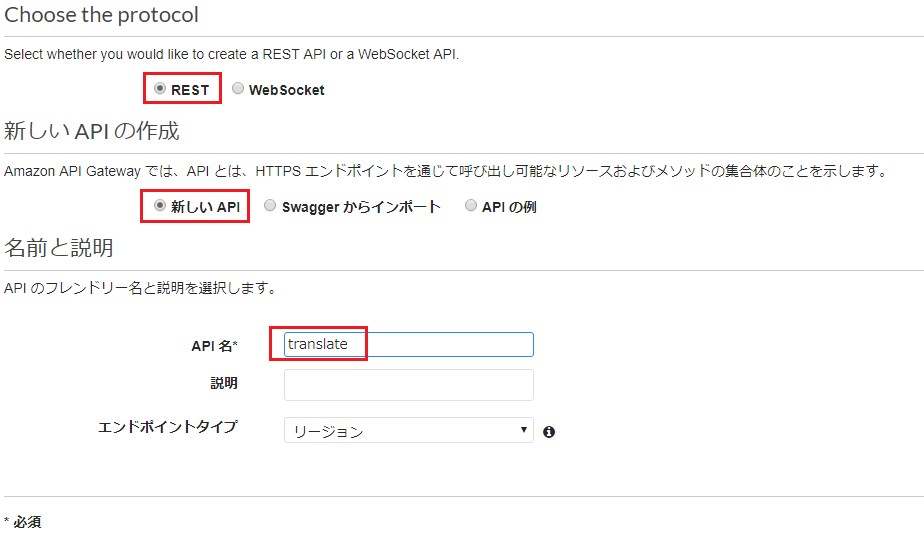 Choose the protocol
Select whether you would like to create a REST API or a WebSocket API.
REST WebSocket
新しい API の作成
Amazon API Gateway では、API とは、HTTPS エンドポイントを通じて呼び出し可能なリソースおよびメソッドの集合体のことを示します。
新しい API Swagger からインポート API の例
名前と説明
API のフレンドリー名と説明を選択します。
API 名* translate
説明
エンドポイントタイプ リージョン
* 必須